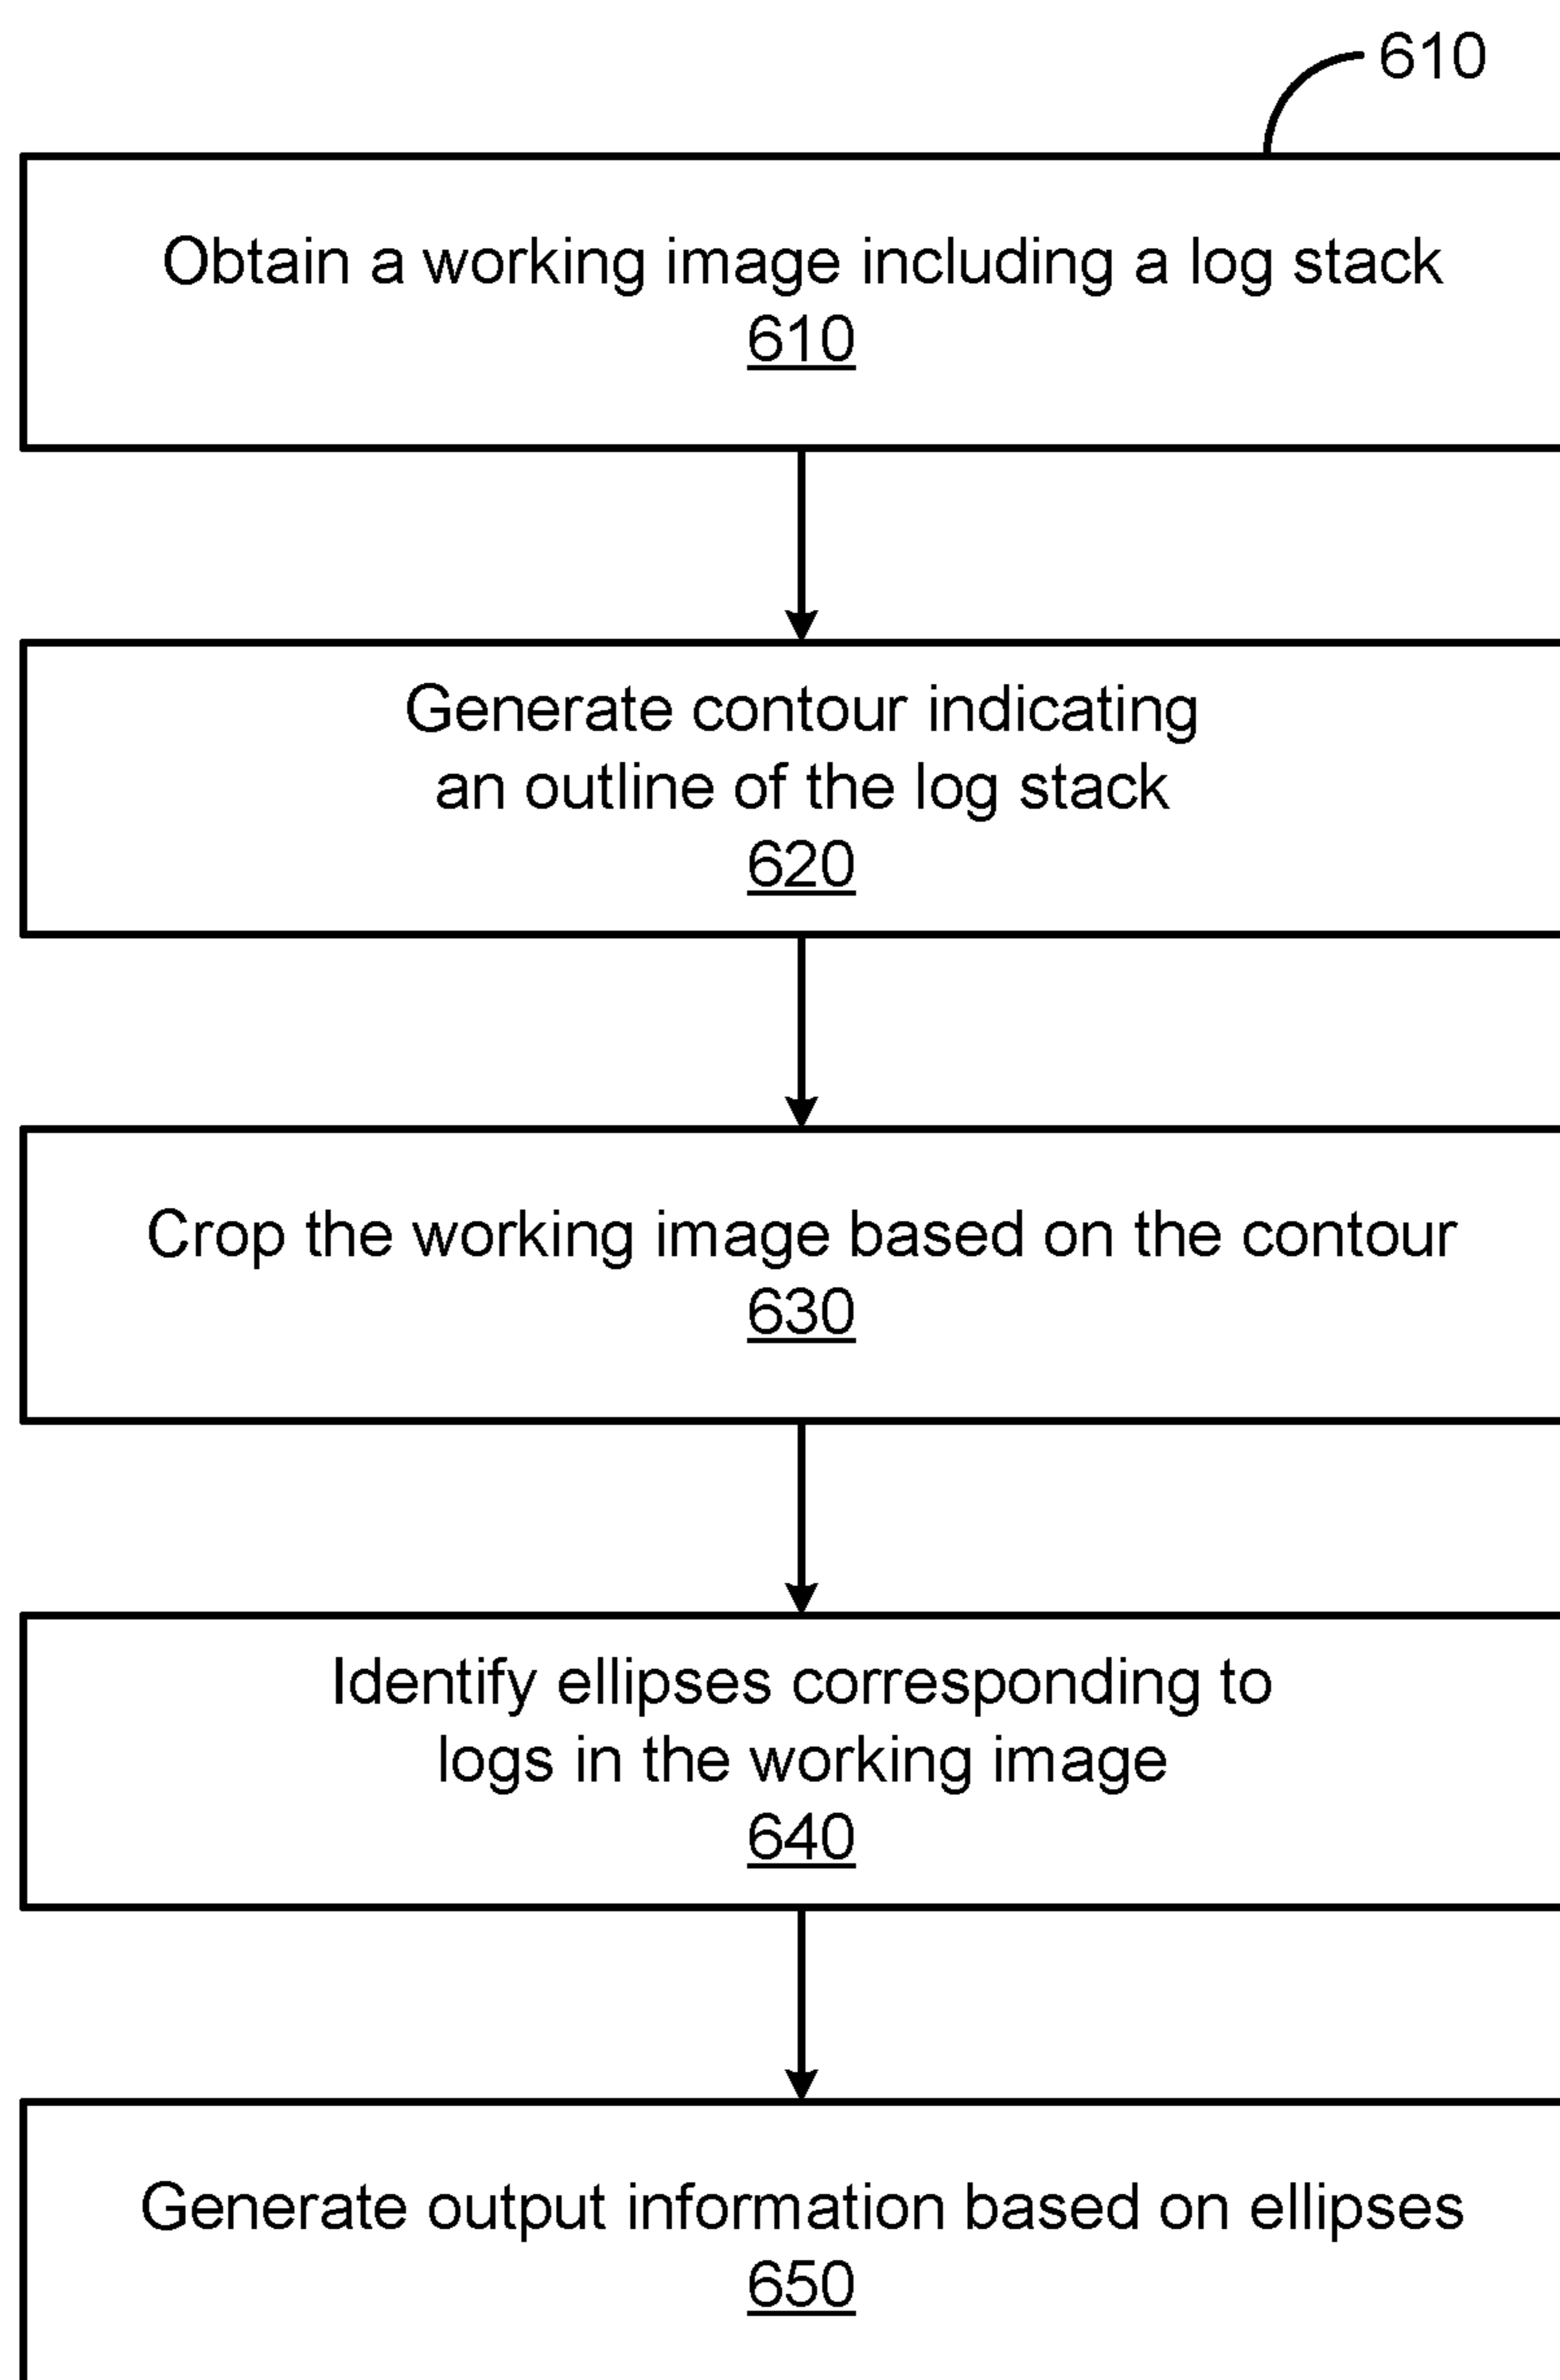 610
Obtain a working image including a log stack
610
Generate contour indicating
an outline of the log stack
620
Crop the working image based on the contour
630
Identify ellipses corresponding to
logs in the working image
640
Generate output information based on ellipses
650